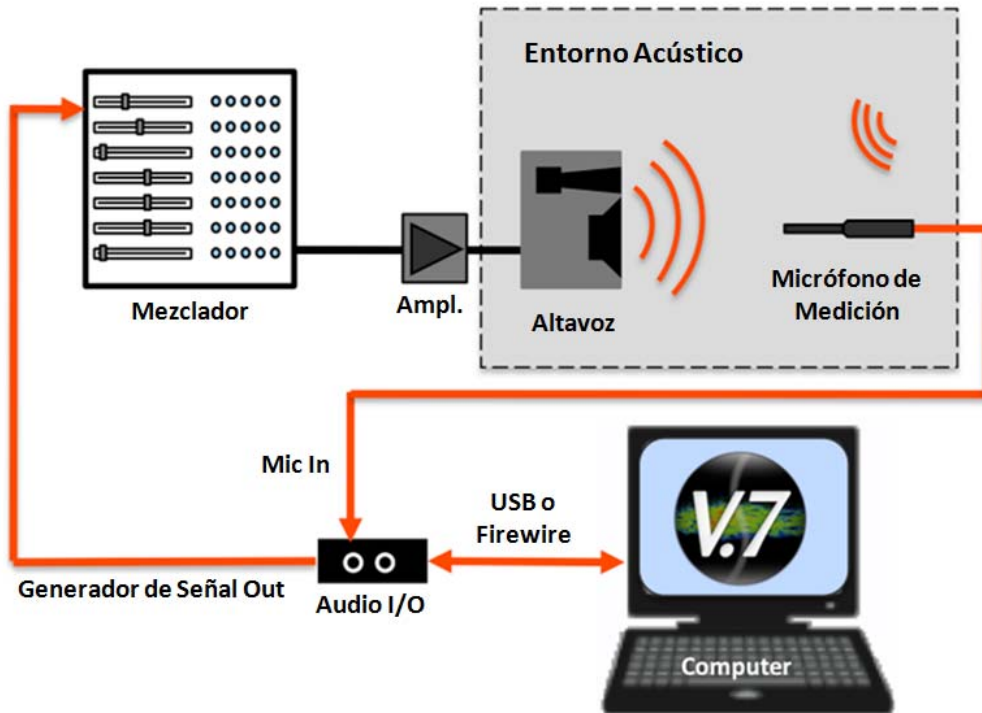 Entorno Acústico
Mezclador
Ampl.
Altavoz
Micrófono de
Medición
Mic In
USB o
Firewire
Generador de Señal Out
Audio I/O
V.7
Computer